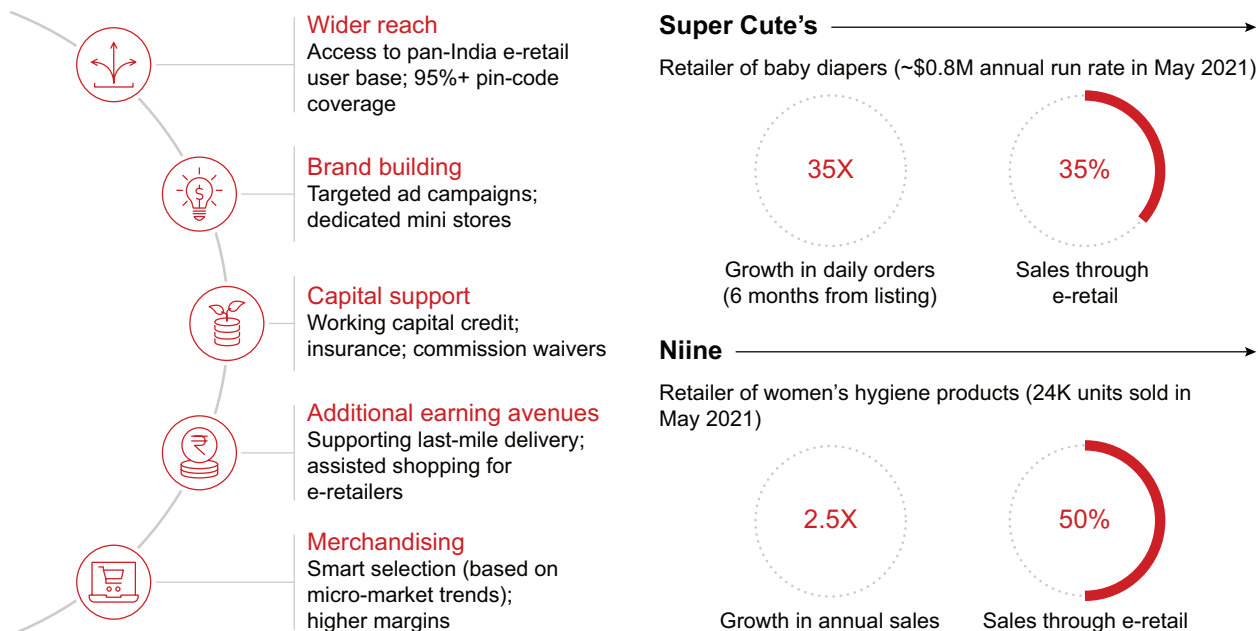 Wider reach
Access to pan-India e-retail
user base; 95%+ pin-code
coverage
Brand building
Targeted ad campaigns;
dedicated mini stores
Capital support
Working capital credit;
insurance; commission waivers
Additional earning avenues
Supporting last-mile delivery;
assisted shopping for
e-retailers
Merchandising
Smart selection (based on
micro-market trends);
higher margins
Super Cute’s
Retailer of baby diapers (~$0.8M annual run rate in May 2021)
35X
35%
Growth in daily orders
(6 months from listing)
Sales through
e-retail
Niine
Retailer of women’s hygiene products (24K units sold in
May 2021)
2.5X
50%
Growth in annual sales
Sales through e-retail
$
₹